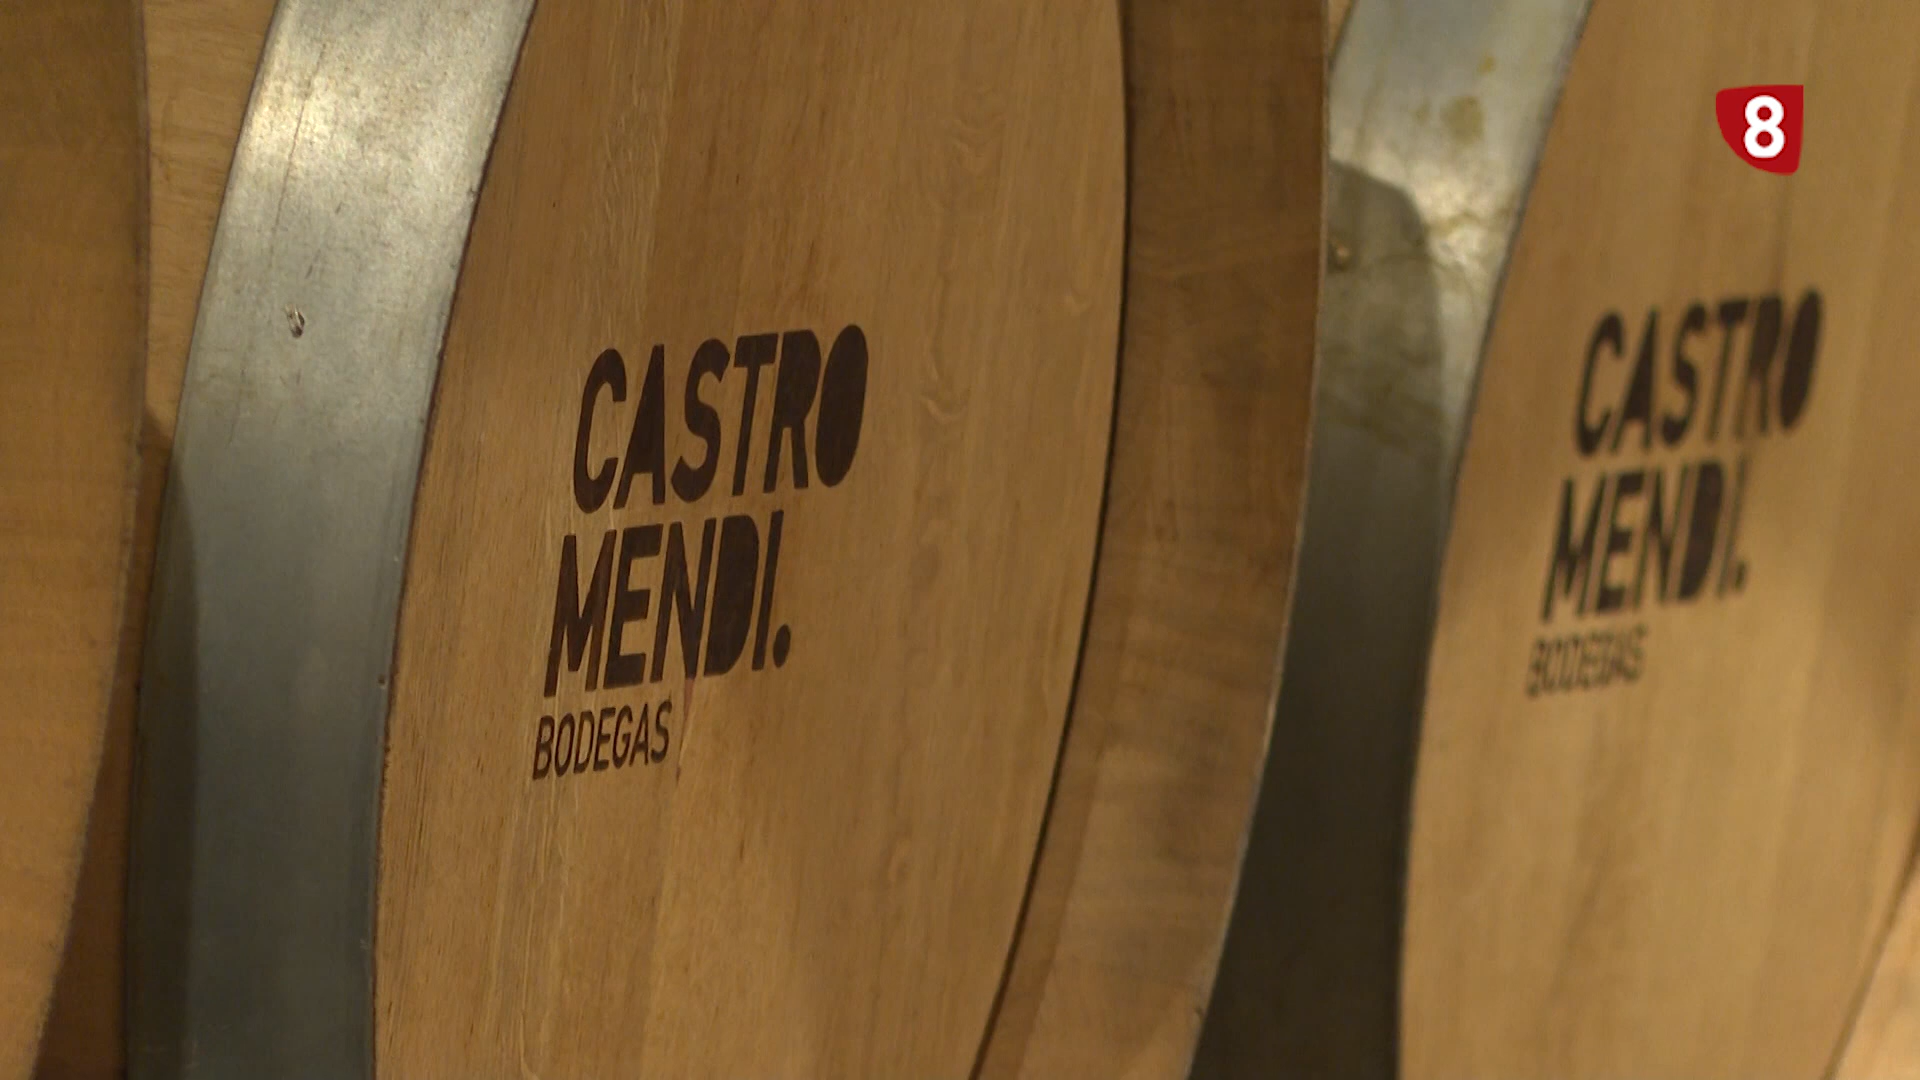 8
CASTRO
MENDI.
BODEGAS
CASTRO
MENDI.
BODEGAS